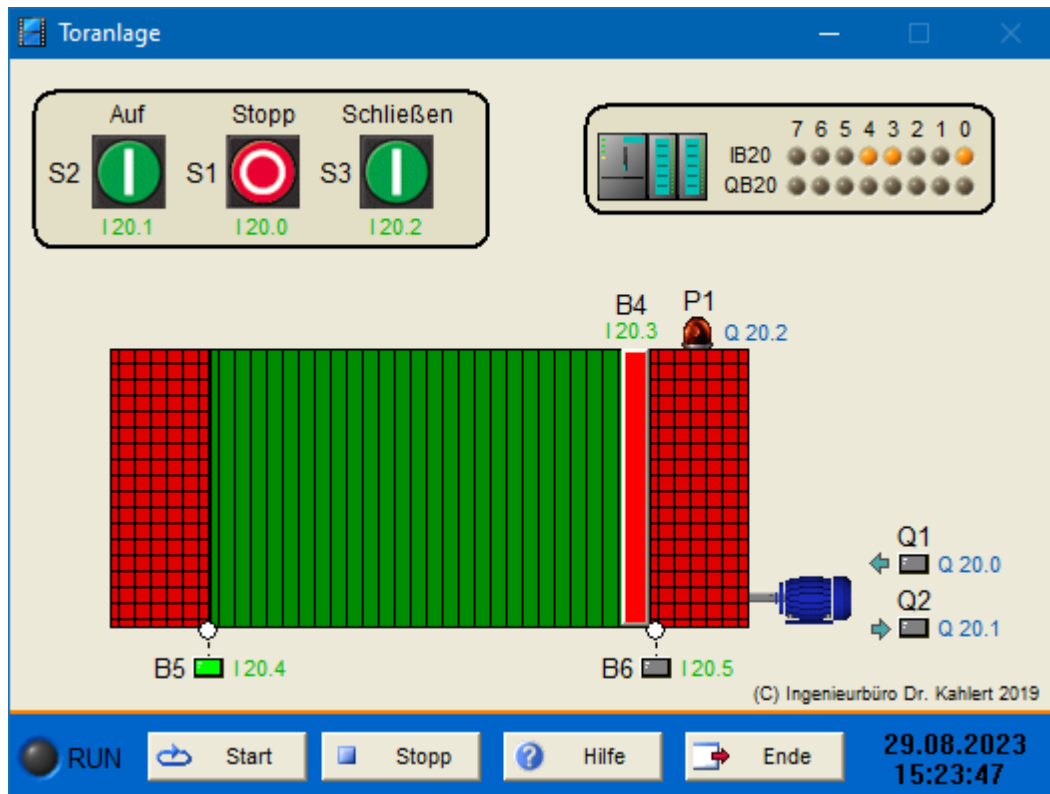 Toranlage
Auf Stopp Schließen
S2 S1 S3
I 20.1 I 20.0 I 20.2
7 6 5 4 3 2 1 0
IB20
QB20
B4 P1
I 20.3 Q 20.2
Q1
Q 20.0
Q2
Q 20.1
B5 I 20.4 B6 I 20.5
(C) Ingenieurbüro Dr. Kahlert 2019
RUN Start Stopp Hilfe Ende 29.08.2023
15:23:47